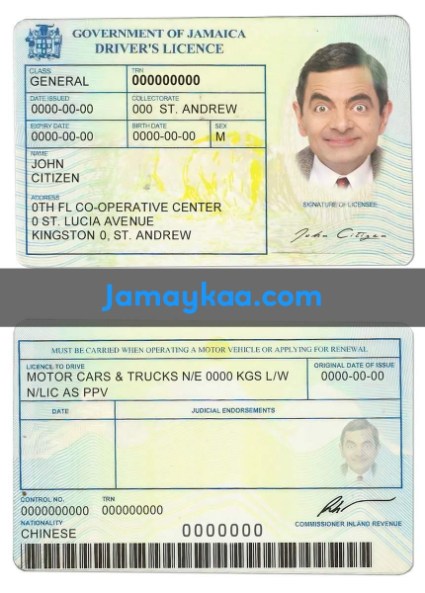 GOVERNMENT OF JAMAICA
DRIVER'S LICENCE
CLASS
GENERAL
TRN
000000000
DATE ISSUED
0000-00-00
COLLECTORATE
000 ST. ANDREW
EXPIRY DATE
0000-00-00
BIRTH DATE
0000-00-00
SEX
M
NAME
JOHN
CITIZEN
ADDRESS
0TH FL CO-OPERATIVE CENTER
0 ST. LUCIA AVENUE
KINGSTON 0, ST. ANDREW
SIGNATURE OF LICENSEE
John Citizen
Jamaykaa.com
MUST BE CARRIED WHEN OPERATING A MOTOR VEHICLE OR APPLYING FOR RENEWAL
LICENCE TO DRIVE
MOTOR CARS & TRUCKS N/E 0000 KGS L/W
N/LIC AS PPV
ORIGINAL DATE OF ISSUE
0000-00-00
DATE
JUDICIAL ENDORSEMENTS
CONTROL NO.
0000000000
TRN
000000000
NATIONALITY
CHINESE
0000000
COMMISSIONER INLAND REVENUE